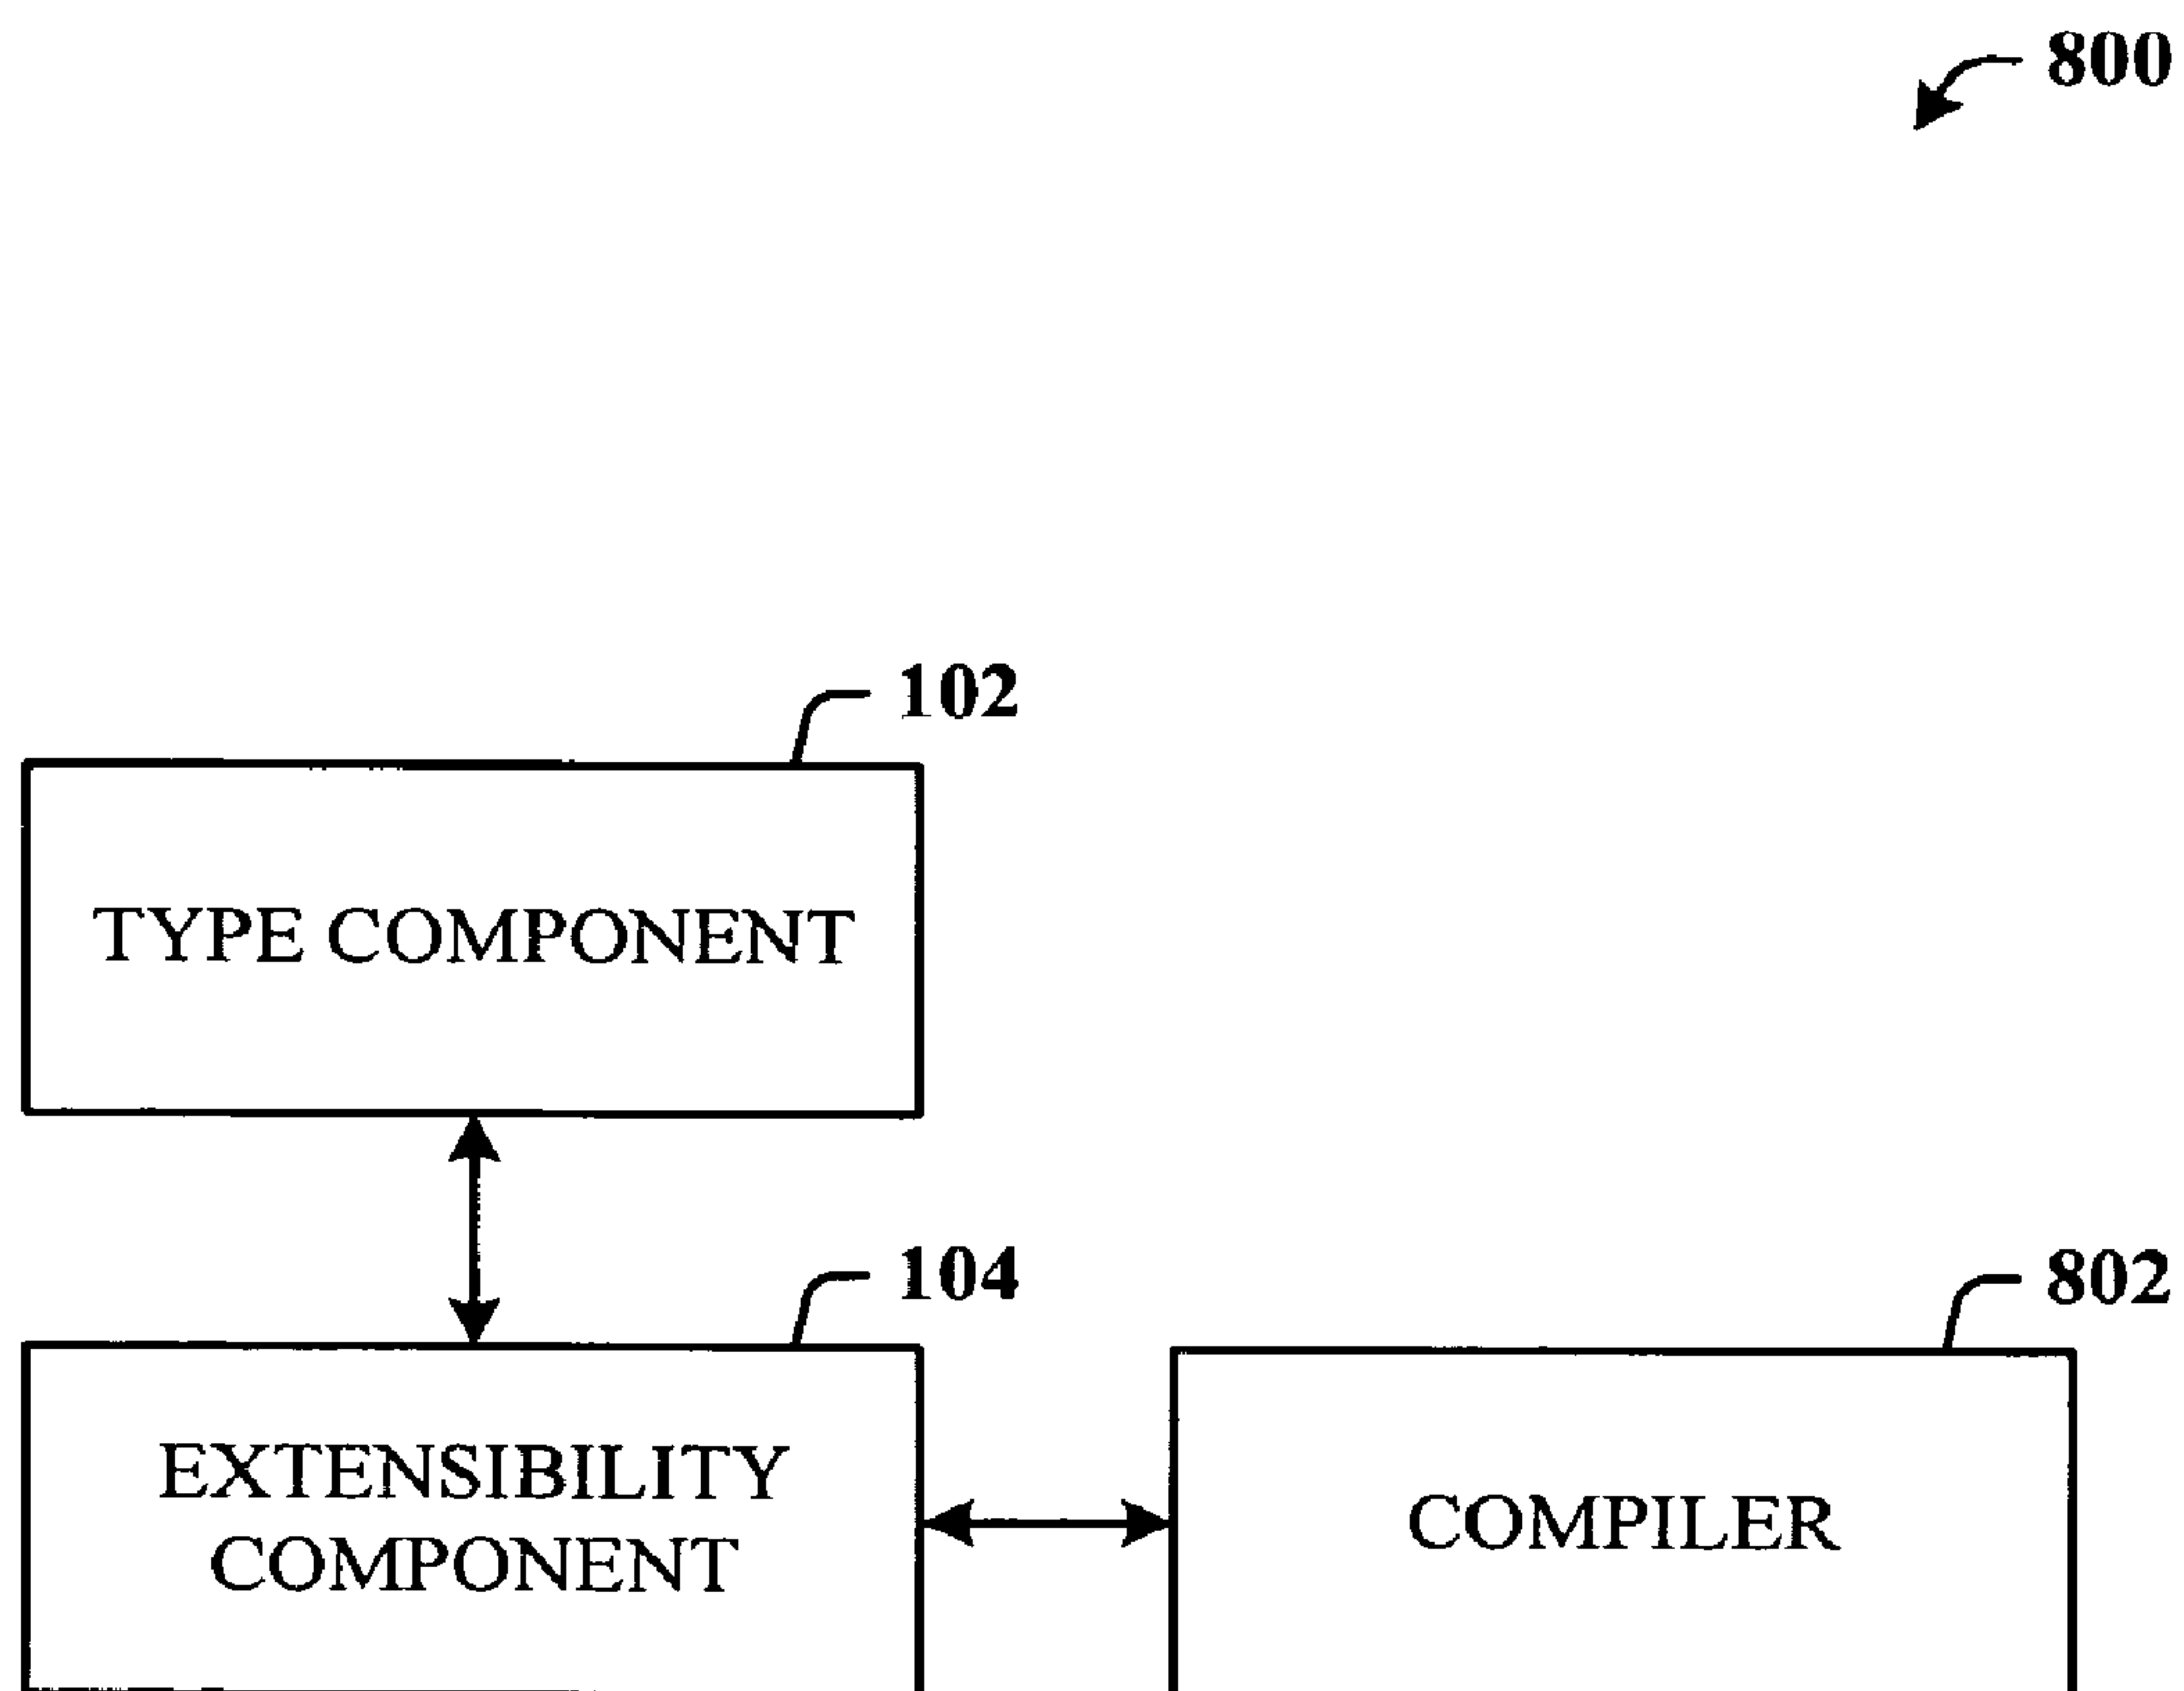 800
102
TYPE COMPONENT
104
802
EXTENSIBILITY
COMPONENT
COMPILER